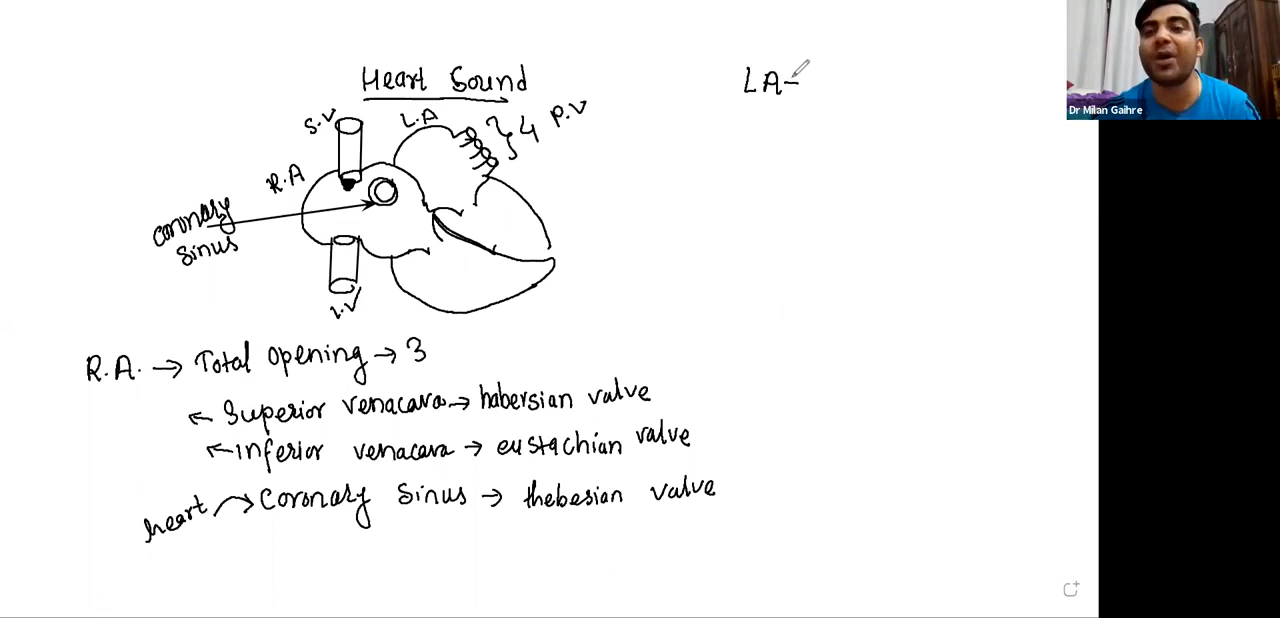 Heart Sound
LA-
S.V
L.A
4 P.V
R.A
coronary
sinus
I.V
R.A. → Total opening → 3
← Superior venacava → habersian valve
← inferior venacava → eustachian valve
heart → Coronary Sinus → thebesian valve
Dr Milan Gaihre